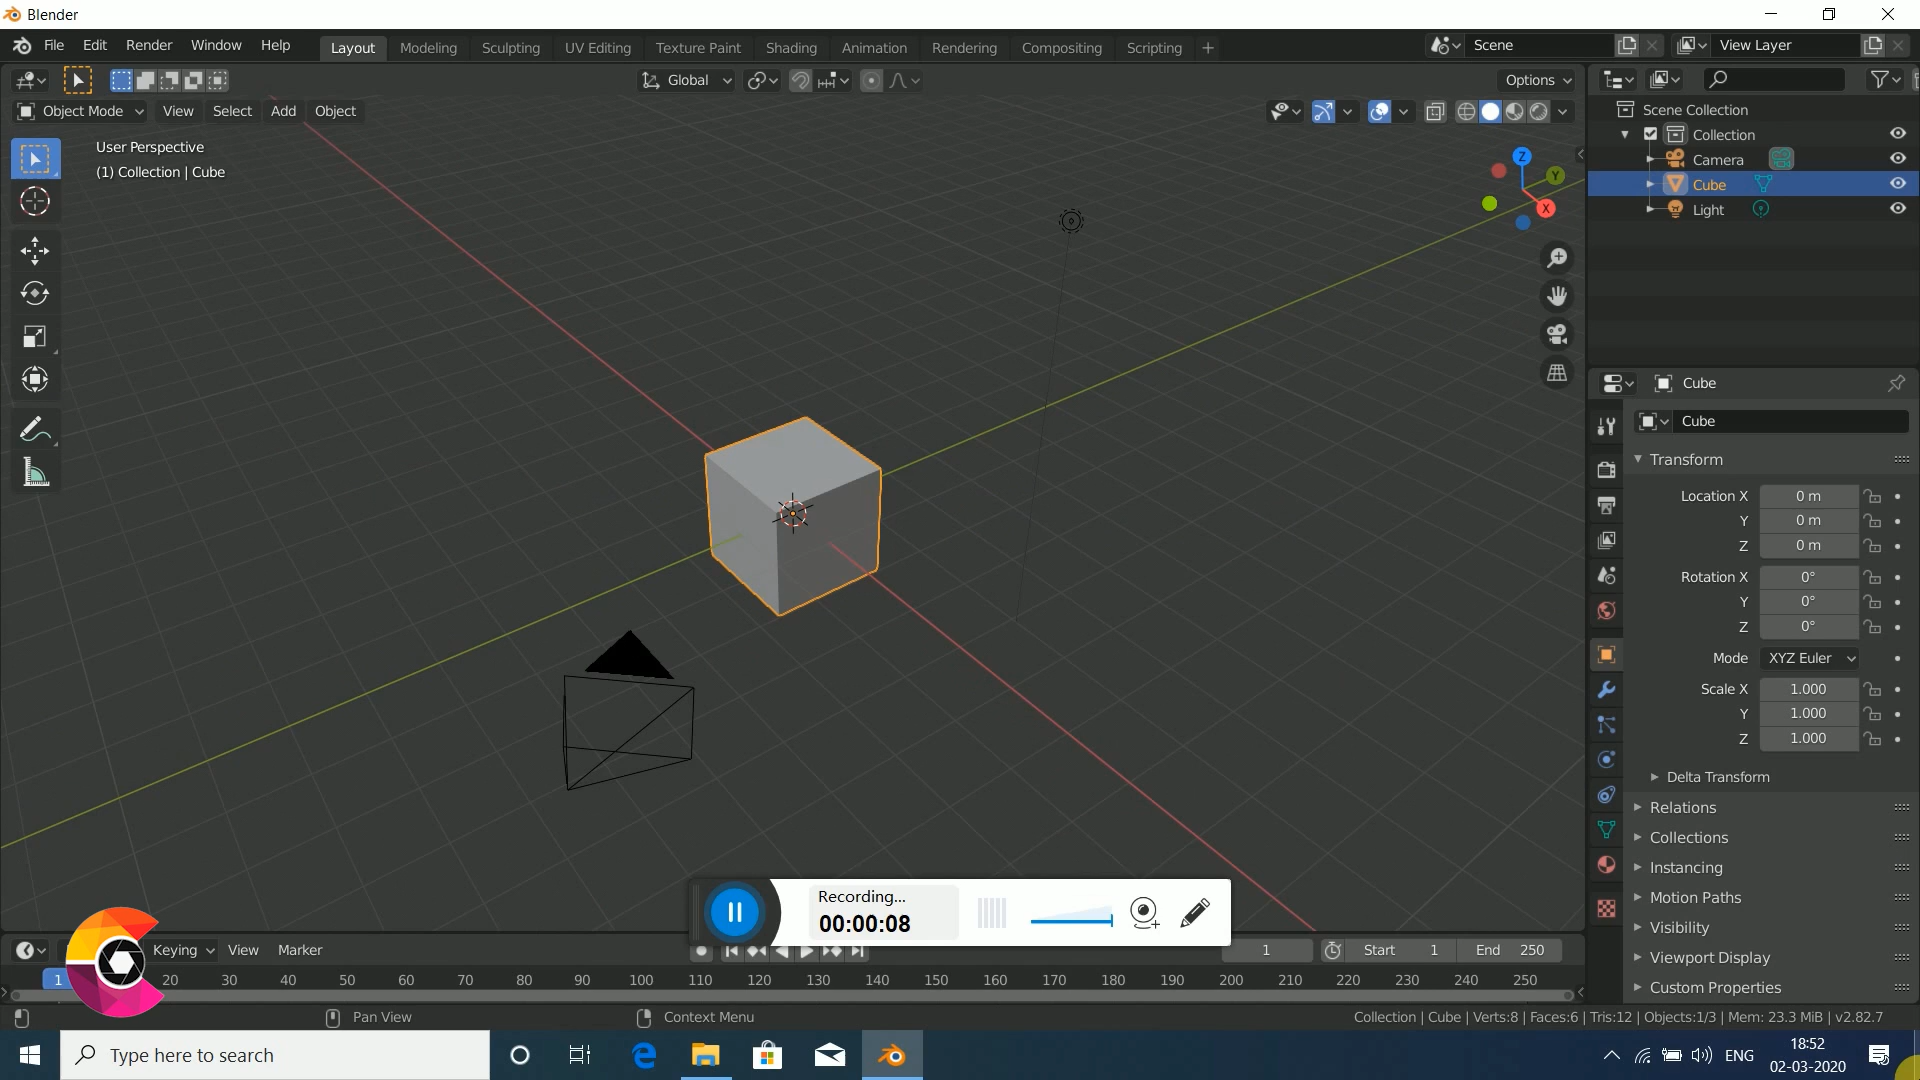 Blender
File Edit Render Window Help Layout Modeling Sculpting UV Editing Texture Paint Shading Animation Rendering Compositing Scripting + Scene View Layer
Global Options
Object Mode View Select Add Object
User Perspective
(1) Collection | Cube
Z
Y
X
Scene Collection
Collection
Camera
Cube
Light
Cube
Cube
Transform
Location X 0 m
Y 0 m
Z 0 m
Rotation X 0°
Y 0°
Z 0°
Mode XYZ Euler
Scale X 1.000
Y 1.000
Z 1.000
Delta Transform
Relations
Collections
Instancing
Motion Paths
Visibility
Viewport Display
Custom Properties
Recording...
00:00:08
Keying View Marker 1 Start 1 End 250
1 20 30 40 50 60 70 80 90 100 110 120 130 140 150 160 170 180 190 200 210 220 230 240 250
Pan View Context Menu Collection | Cube | Verts:8 | Faces:6 | Tris:12 | Objects:1/3 | Mem: 23.3 MiB | v2.82.7
Type here to search
ENG
18:52
02-03-2020